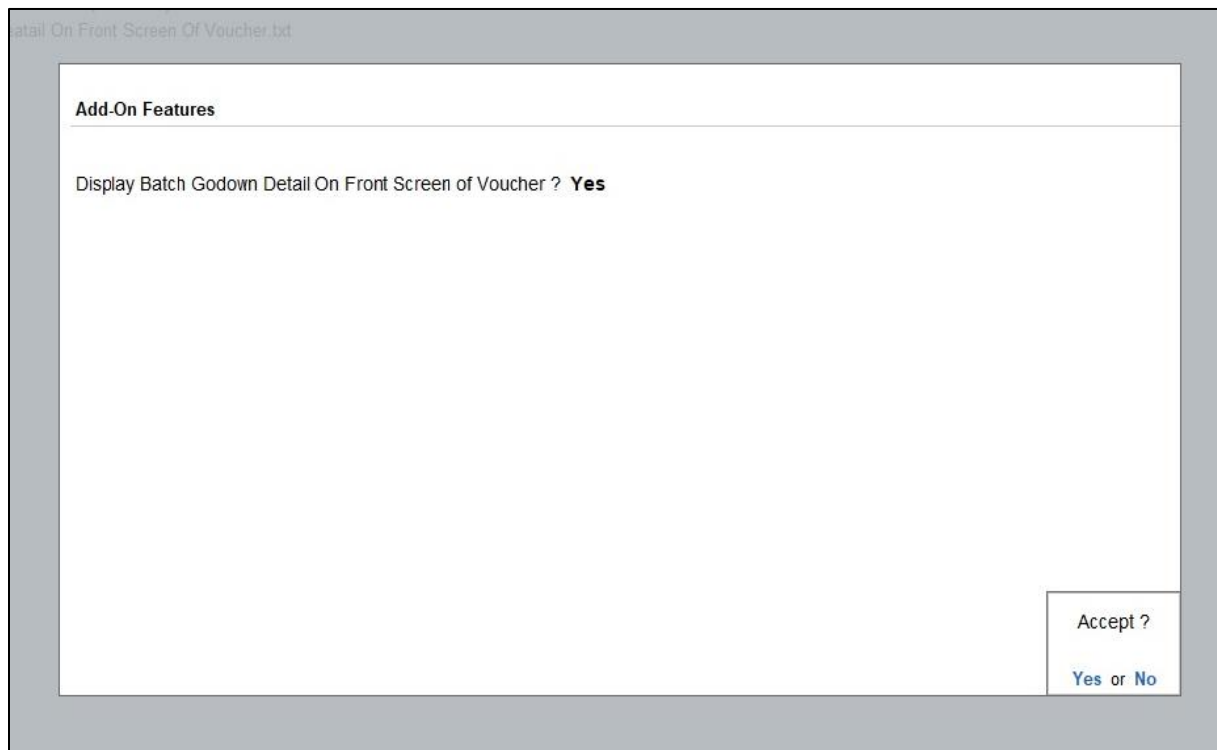 atail On Front Screen Of Voucher.txt
Add-On Features
Display Batch Godown Detail On Front Screen of Voucher ? Yes
Accept ?
Yes or No